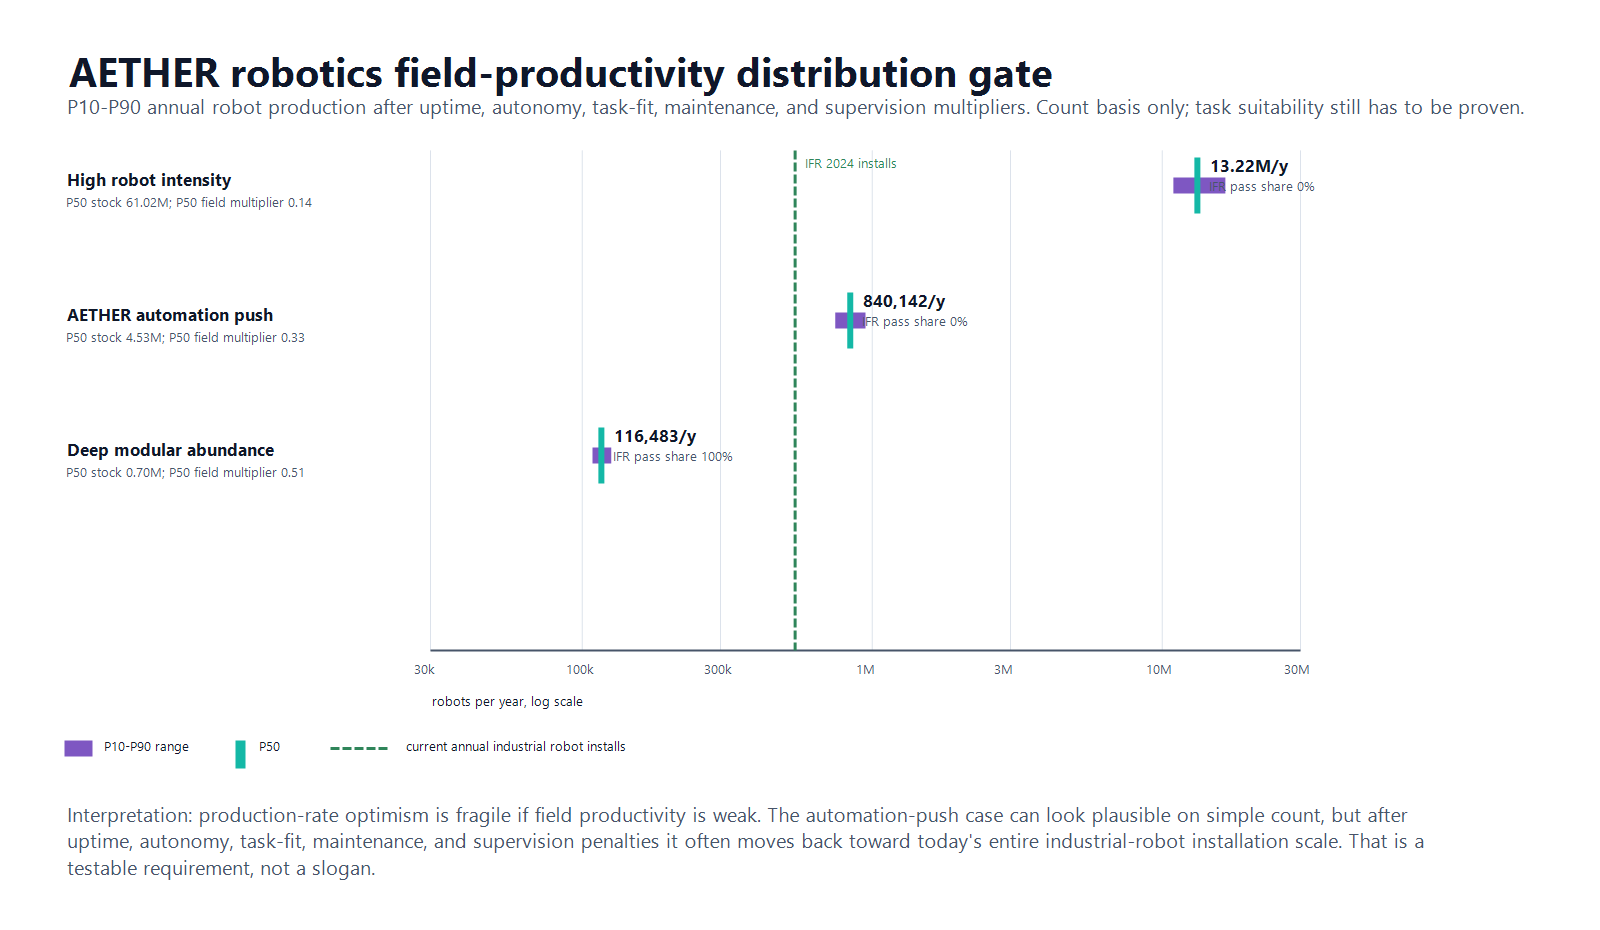 AETHER robotics field-productivity distribution gate
P10-P90 annual robot production after uptime, autonomy, task-fit, maintenance, and supervision multipliers. Count basis only; task suitability still has to be proven.
IFR 2024 installs
High robot intensity
P50 stock 61.02M; P50 field multiplier 0.14
13.22M/y
IFR pass share 0%
AETHER automation push
P50 stock 4.53M; P50 field multiplier 0.33
840,142/y
IFR pass share 0%
Deep modular abundance
P50 stock 0.70M; P50 field multiplier 0.51
116,483/y
IFR pass share 100%
30k 100k 300k 1M 3M 10M 30M
robots per year, log scale
P10-P90 range P50 current annual industrial robot installs
Interpretation: production-rate optimism is fragile if field productivity is weak. The automation-push case can look plausible on simple count, but after
uptime, autonomy, task-fit, maintenance, and supervision penalties it often moves back toward today's entire industrial-robot installation scale. That is a
testable requirement, not a slogan.